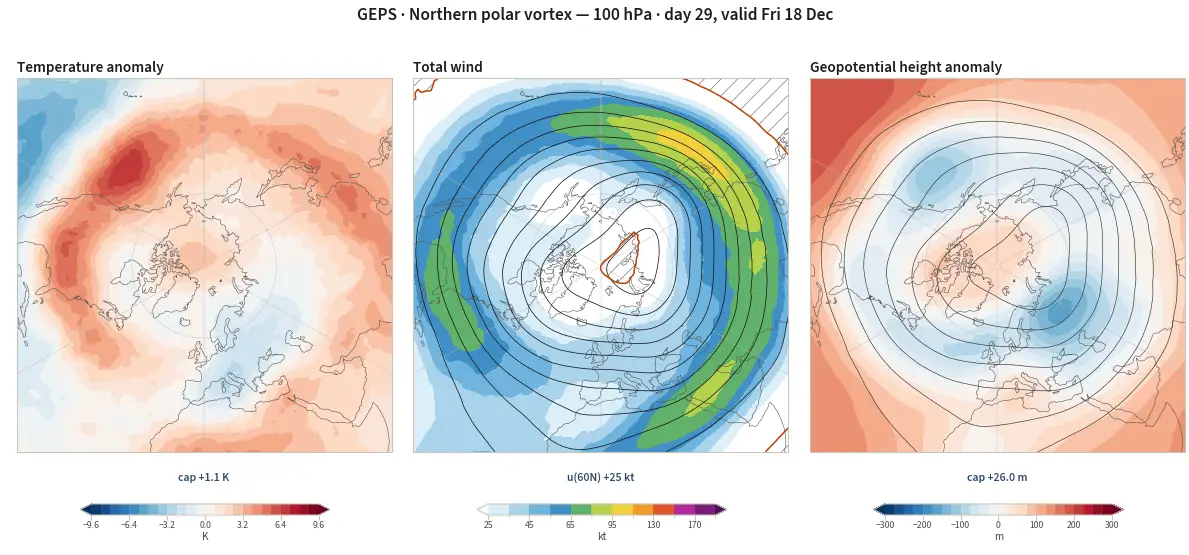 GEPS · Northern polar vortex — 100 hPa · day 29, valid Fri 18 Dec
Temperature anomaly
Total wind
Geopotential height anomaly
cap +1.1 K
u(60N) +25 kt
cap +26.0 m
−9.6 −6.4 −3.2 0.0 3.2 6.4 9.6
K
25 45 65 95 130 170
kt
−300 −200 −100 0 100 200 300
m